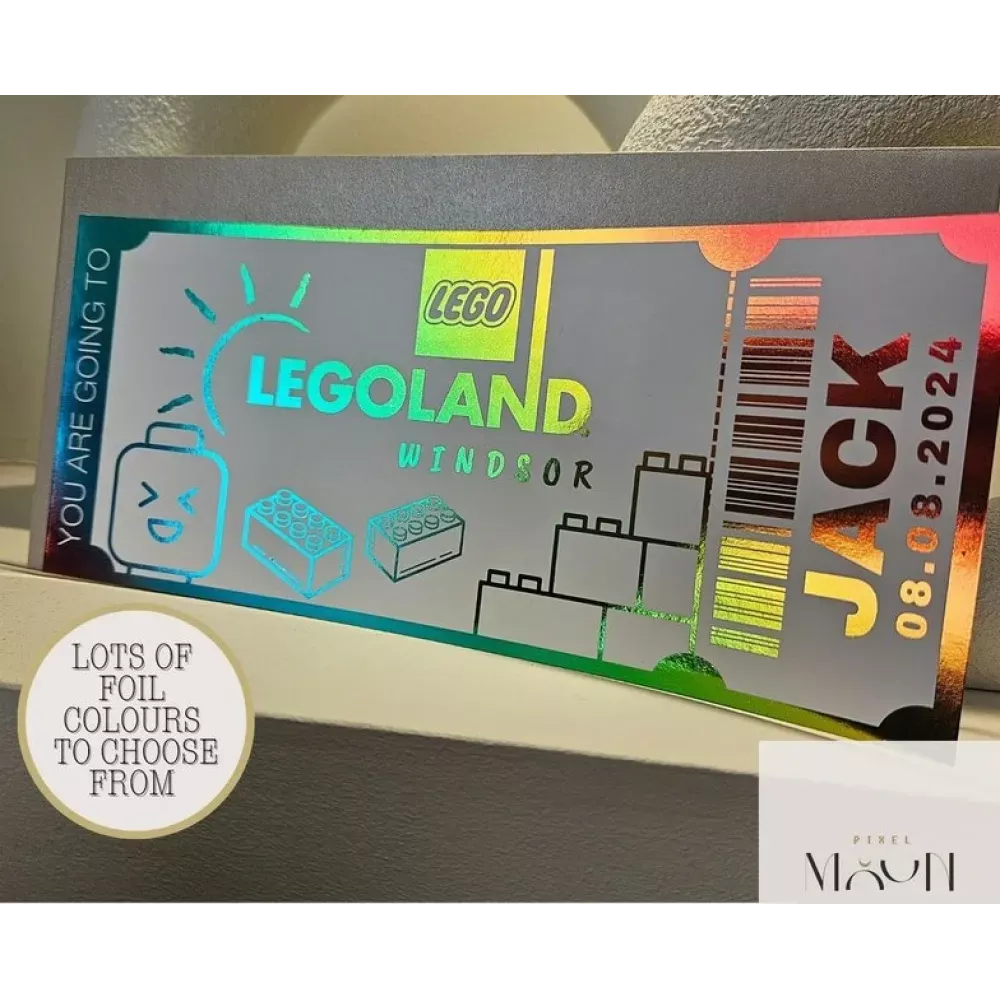 YOU ARE GOING TO
LEGO
LEGOLAND
WINDSOR
JACK
08.08.2024
LOTS OF
FOIL
COLOURS
TO CHOOSE
FROM
PIXEL
MOON